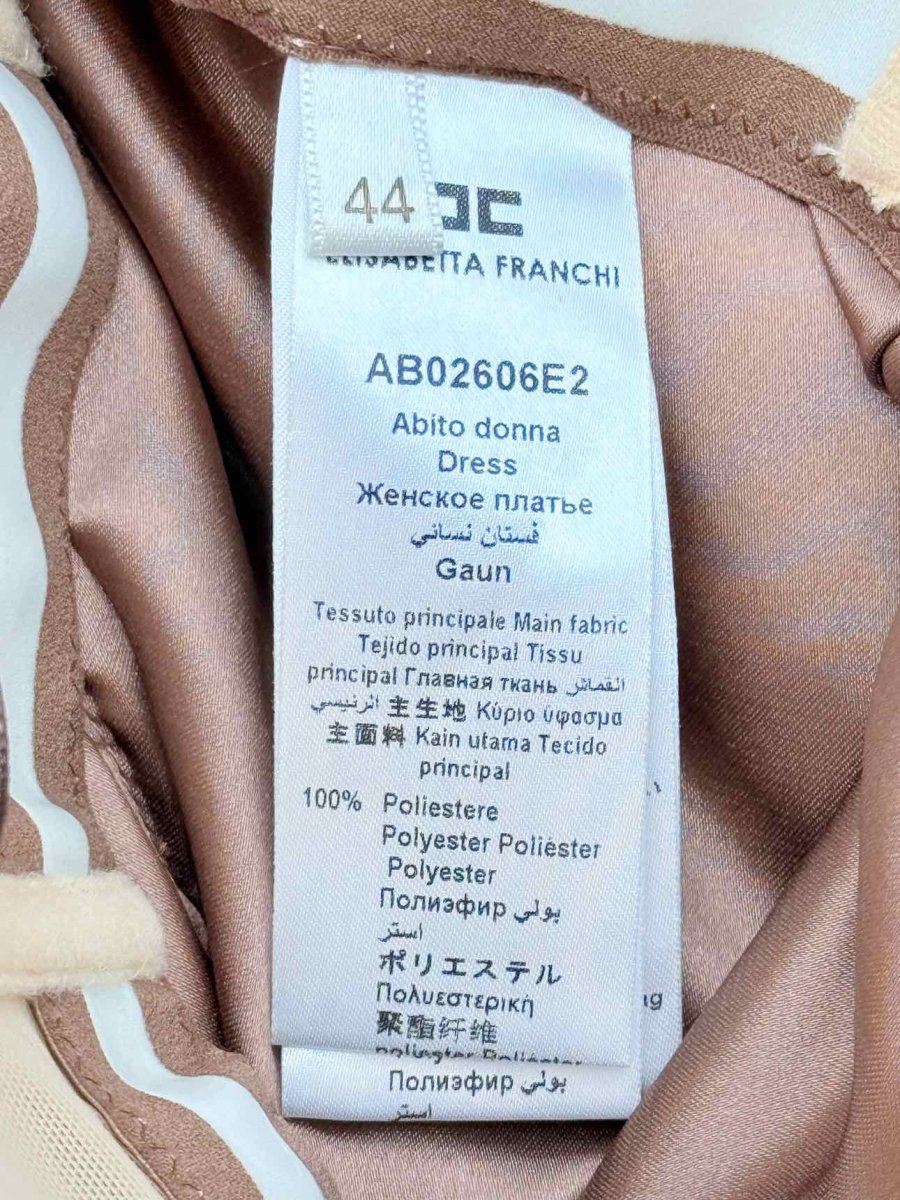 44
ELISABETTA FRANCHI
AB02606E2
Abito donna
Dress
Женское платье
فستان نسائي
Gaun
Tessuto principale Main fabric
Tejido principal Tissu
principal Главная ткань القماش
الرئيسي 主生地 Κύριο ύφασμα
主面料 Kain utama Tecido
principal
100% Poliestere
Polyester Poliéster
Polyester
Полиэфир بولي
استر
ポリエステル
Πολυεστερική
聚酯纤维
poliester Poliéster
Полиэфир بولي
استر